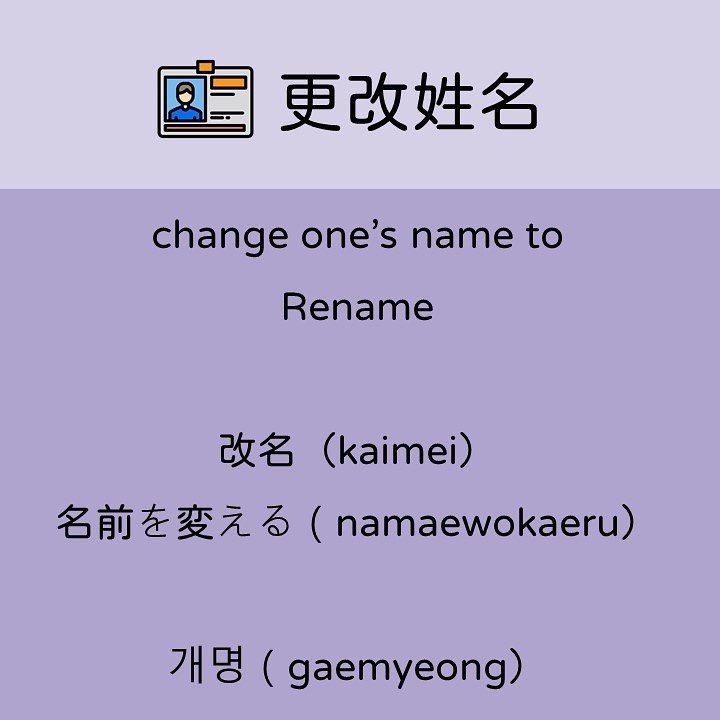 更改姓名
change one’s name to
Rename
改名（kaimei）
名前を変える ( namaewokaeru）
개명 ( gaemyeong）